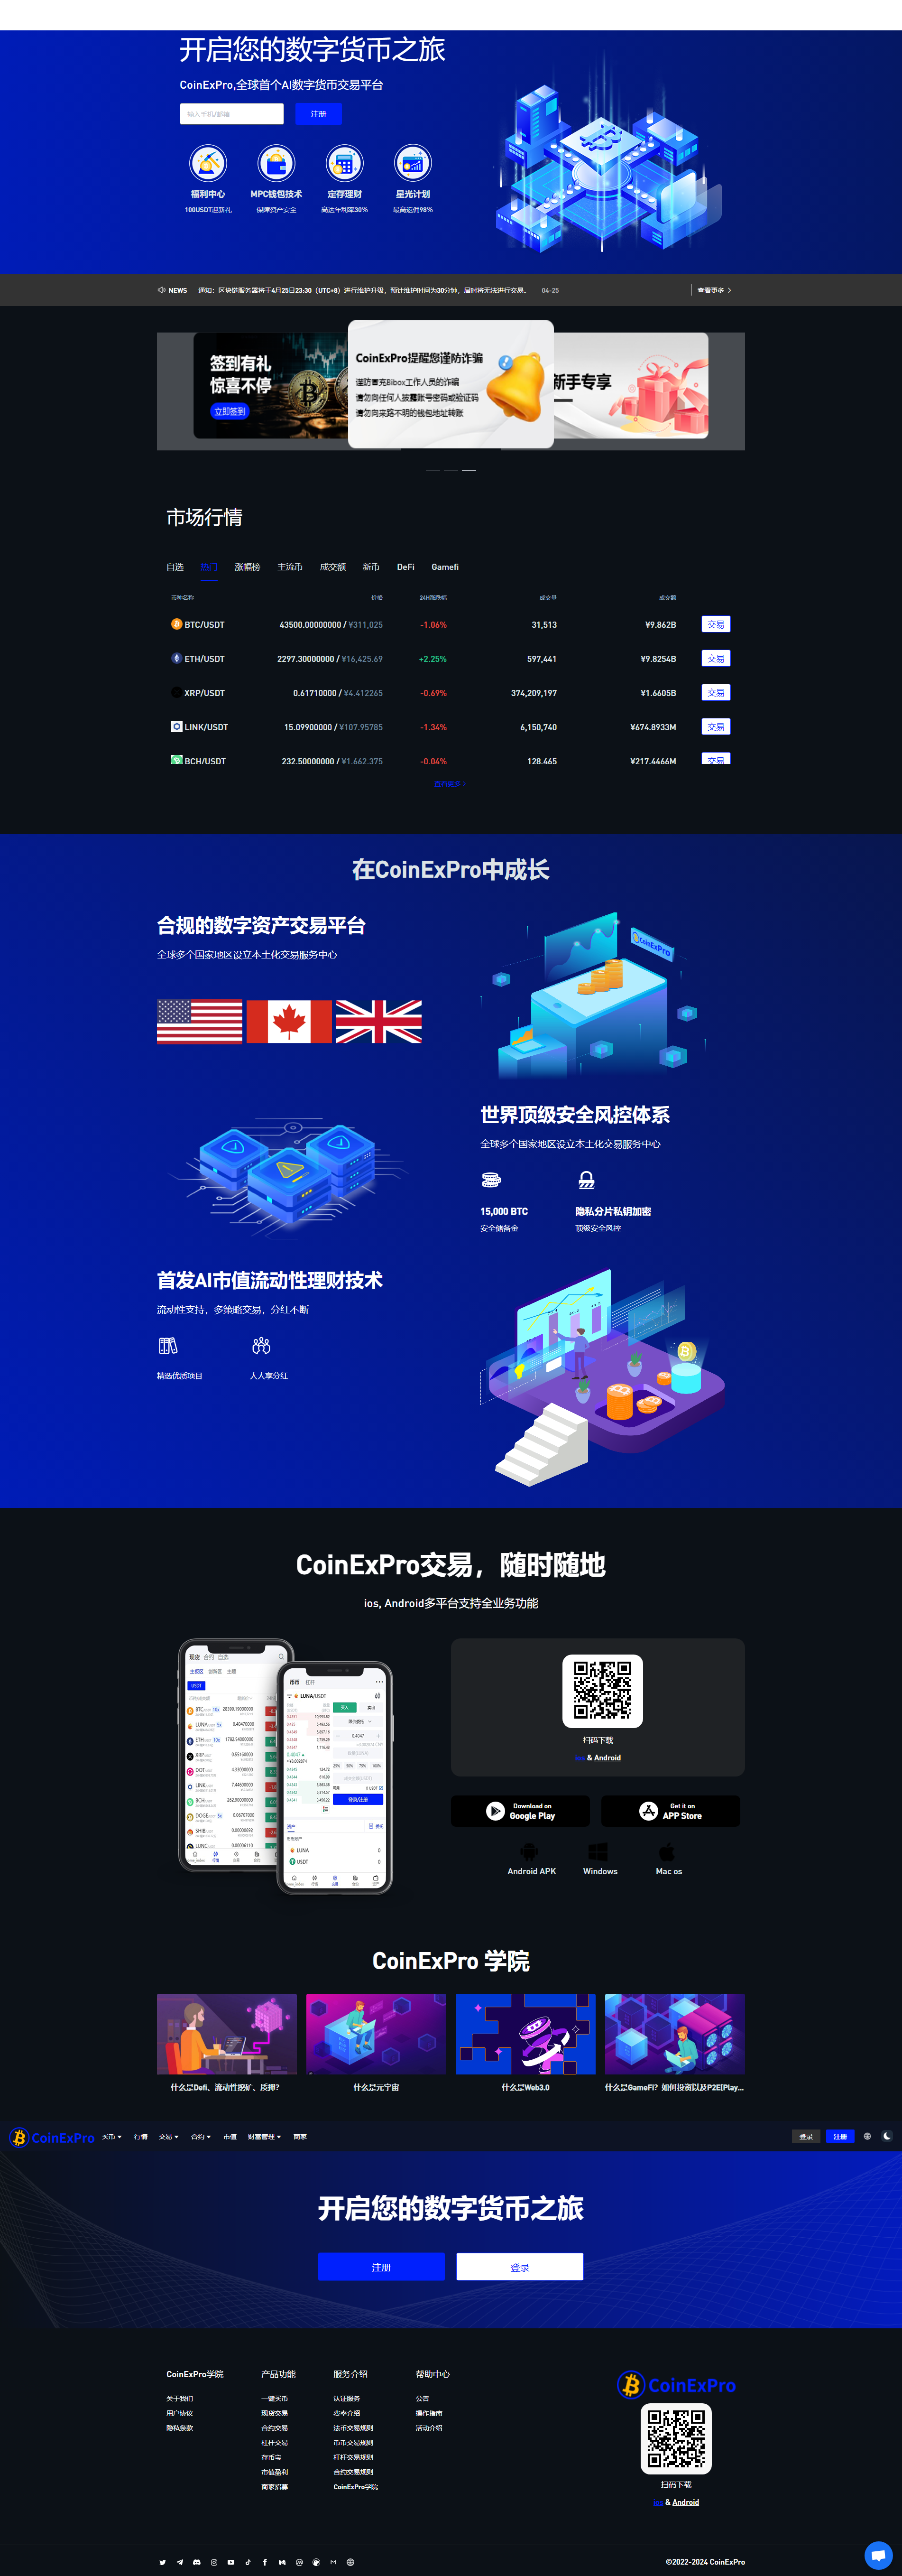 开启您的数字货币之旅
CoinExPro,全球首个AI数字货币交易平台
输入手机/邮箱
注册
福利中心 MPC钱包技术 定存理财 星光计划
100USDT迎新礼 保障资产安全 高达年利率30% 最高返佣98%
NEWS 通知：区块链服务器将于4月25日23:30（UTC+8）进行维护升级，预计维护时间为30分钟，届时将无法进行交易。 04-25 查看更多
签到有礼
惊喜不停
立即签到
CoinExPro提醒您谨防诈骗
谨防冒充Bibox工作人员的诈骗
请勿向任何人披露账号密码或验证码
请勿向来路不明的钱包地址转账
新手专享
市场行情
自选 热门 涨幅榜 主流币 成交额 新币 DeFi Gamefi
币种名称 价格 24H涨跌幅 成交量 成交额
BTC/USDT 43500.00000000 / ¥311,025 -1.06% 31,513 ¥9.862B 交易
ETH/USDT 2297.30000000 / ¥16,425.69 +2.25% 597,441 ¥9.8254B 交易
XRP/USDT 0.61710000 / ¥4.412265 -0.69% 374,209,197 ¥1.6605B 交易
LINK/USDT 15.09900000 / ¥107.95785 -1.34% 6,150,740 ¥674.8933M 交易
BCH/USDT 232.50000000 / ¥1,662.375 -0.04% 128,465 ¥217.4466M 交易
查看更多
在CoinExPro中成长
合规的数字资产交易平台
全球多个国家地区设立本土化交易服务中心
CoinExPro
世界顶级安全风控体系
全球多个国家地区设立本土化交易服务中心
15,000 BTC 隐私分片私钥加密
安全储备金 顶级安全风控
首发AI市值流动性理财技术
流动性支持，多策略交易，分红不断
精选优质项目 人人享分红
CoinExPro交易，随时随地
ios, Android多平台支持全业务功能
扫码下载
ios & Android
Download on
Google Play
Get it on
APP Store
Android APK Windows Mac os
CoinExPro 学院
什么是Defi、流动性挖矿、质押? 什么是元宇宙 什么是Web3.0 什么是GameFi? 如何投资以及P2E[Play...
CoinExPro 买币 行情 交易 合约 市值 财富管理 商家 登录 注册
开启您的数字货币之旅
注册 登录
CoinExPro学院 产品功能 服务介绍 帮助中心
关于我们 一键买币 认证服务 公告
用户协议 现货交易 费率介绍 操作指南
隐私条款 合约交易 法币交易规则 活动介绍
杠杆交易 币币交易规则
存币宝 杠杆交易规则
市值盈利 合约交易规则
商家招募 CoinExPro学院
CoinExPro
扫码下载
ios & Android
©2022-2024 CoinExPro